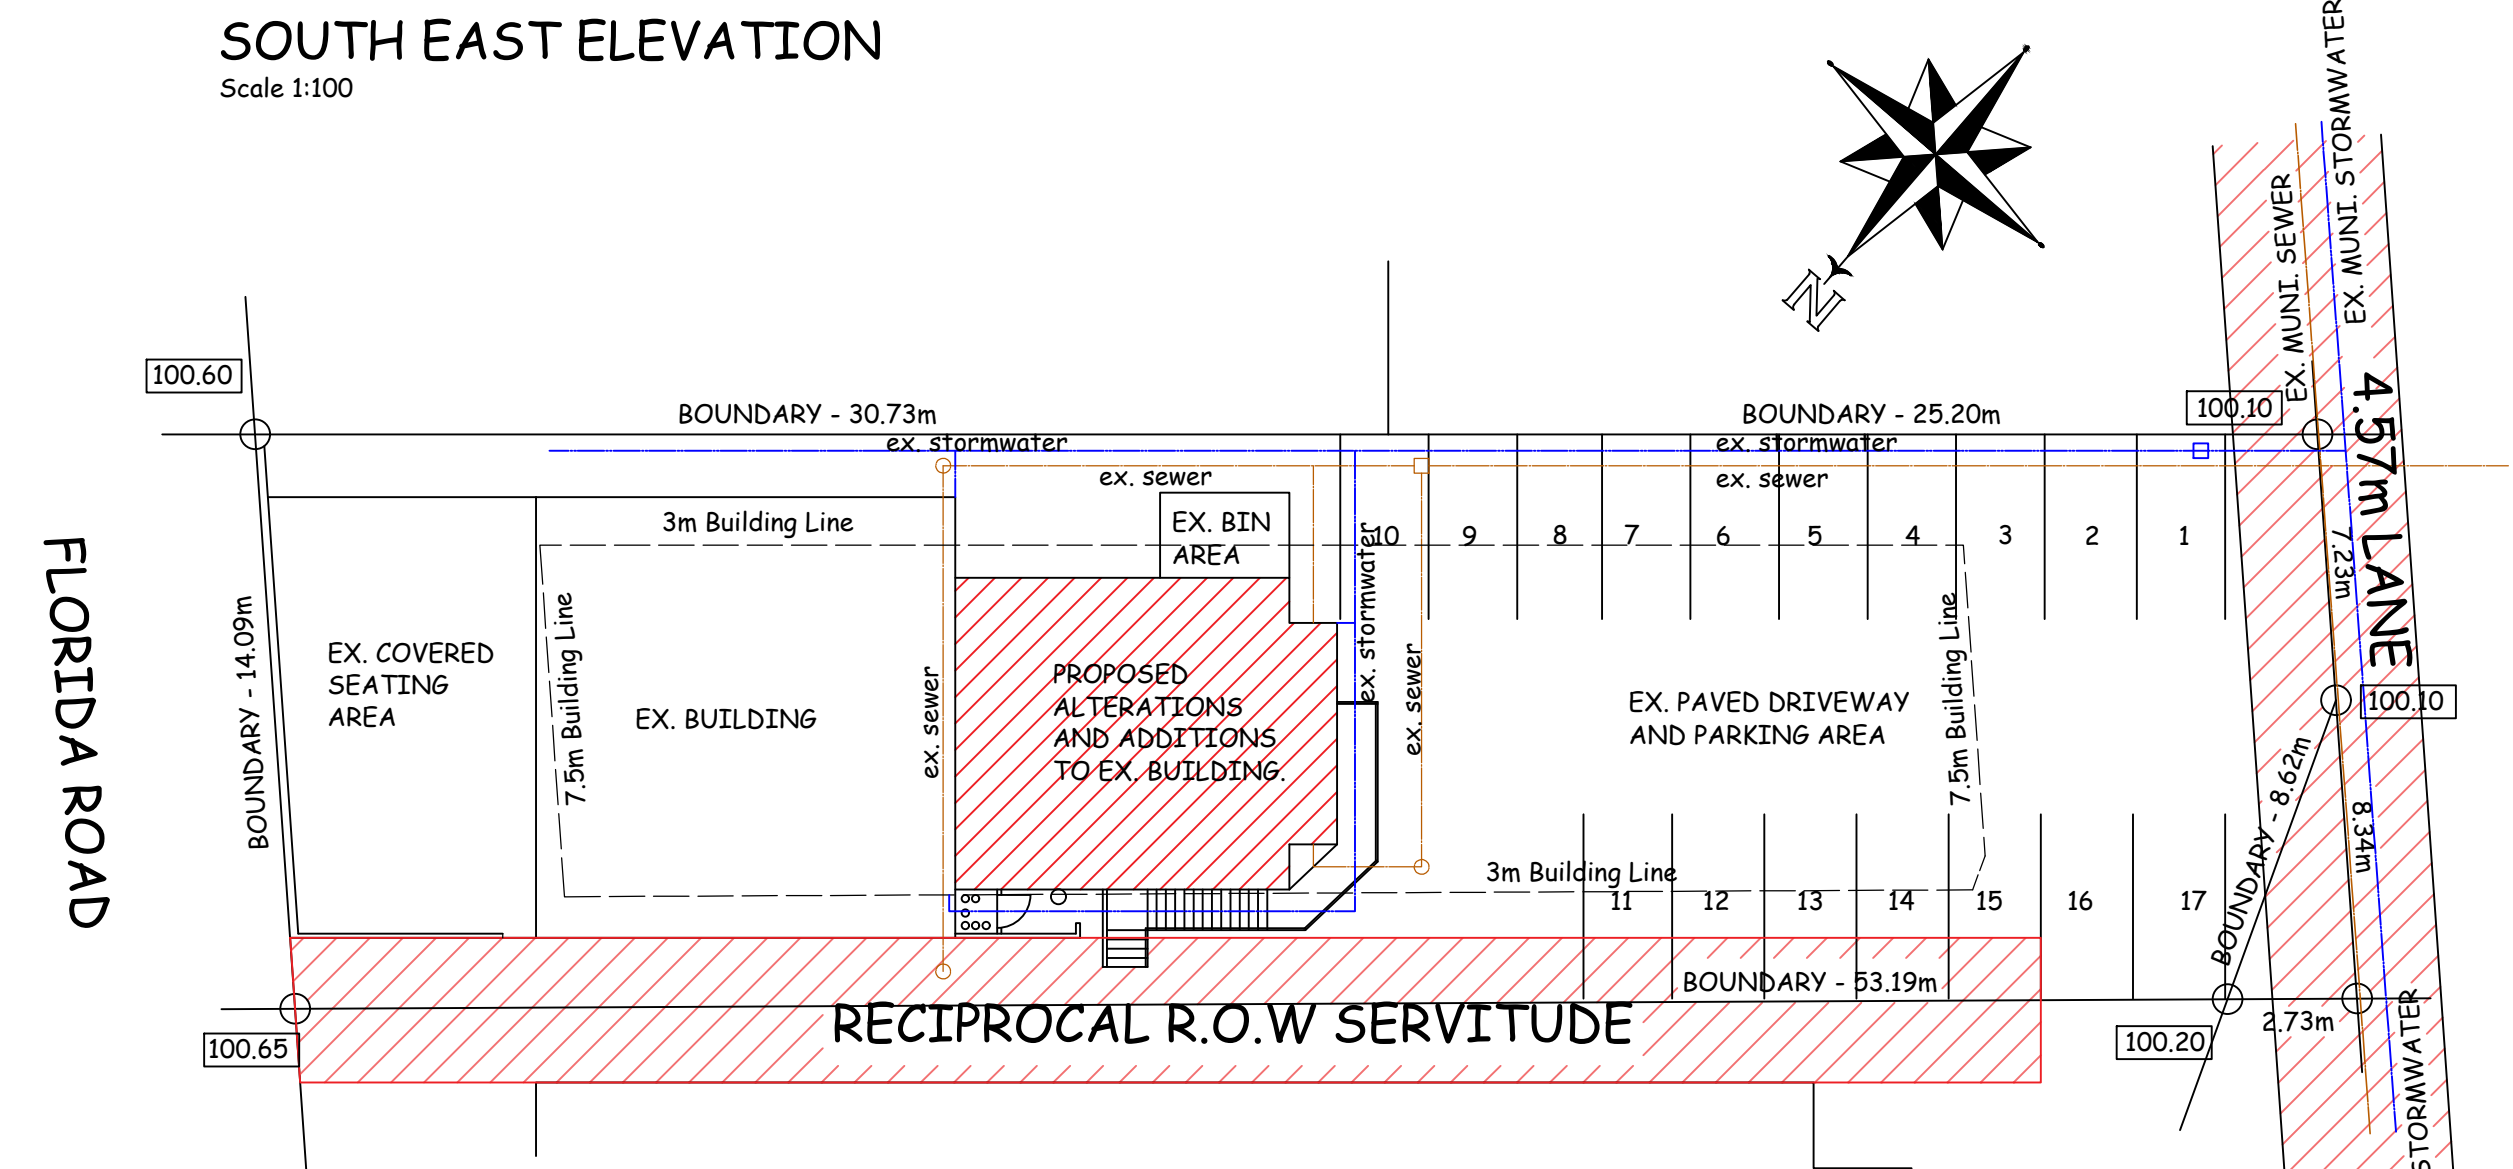 SOUTH EAST ELEVATION
Scale 1:100
N
EX. MUNI. SEWER
EX. MUNI. STORMWATER
100.60
BOUNDARY - 30.73m
BOUNDARY - 25.20m
100.10
ex. stormwater
ex. stormwater
ex. sewer
ex. sewer
4.57m LANE
3m Building Line
EX. BIN
AREA
10
9
8
7
6
5
4
3
2
1
ex. stormwater
7.23m
FLORIDA ROAD
BOUNDARY - 14.09m
EX. COVERED
SEATING
AREA
7.5m Building Line
EX. BUILDING
ex. sewer
PROPOSED
ALTERATIONS
AND ADDITIONS
TO EX. BUILDING.
ex. sewer
EX. PAVED DRIVEWAY
AND PARKING AREA
7.5m Building Line
100.10
BOUNDARY - 8.62m
8.34m
3m Building Line
11
12
13
14
15
16
17
BOUNDARY - 53.19m
RECIPROCAL R.O.W SERVITUDE
100.65
100.20
2.73m
STORMWATER